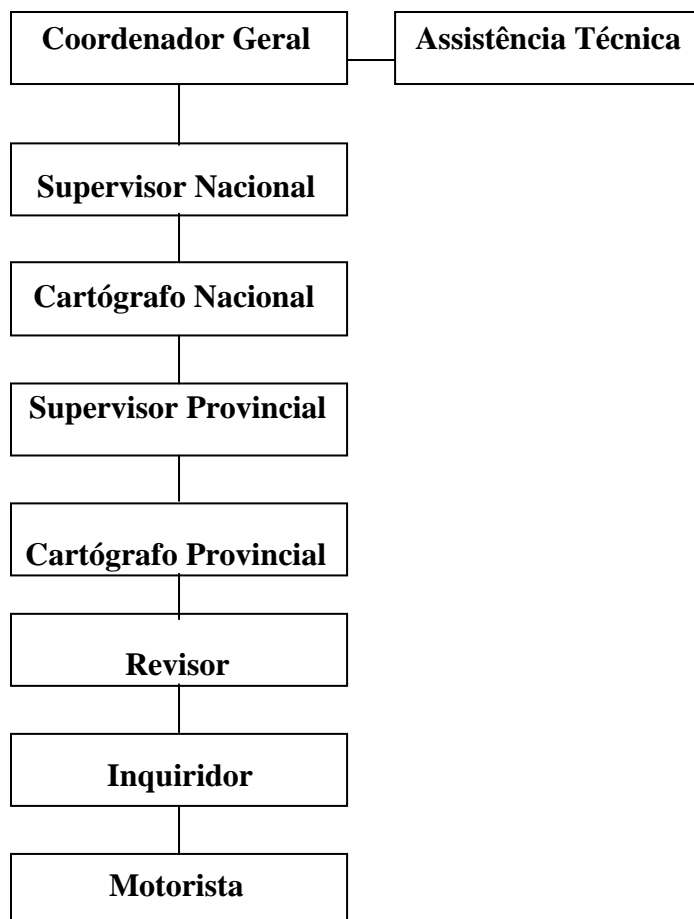 Coordenador Geral
Assistência Técnica
Supervisor Nacional
Cartógrafo Nacional
Supervisor Provincial
Cartógrafo Provincial
Revisor
Inquiridor
Motorista